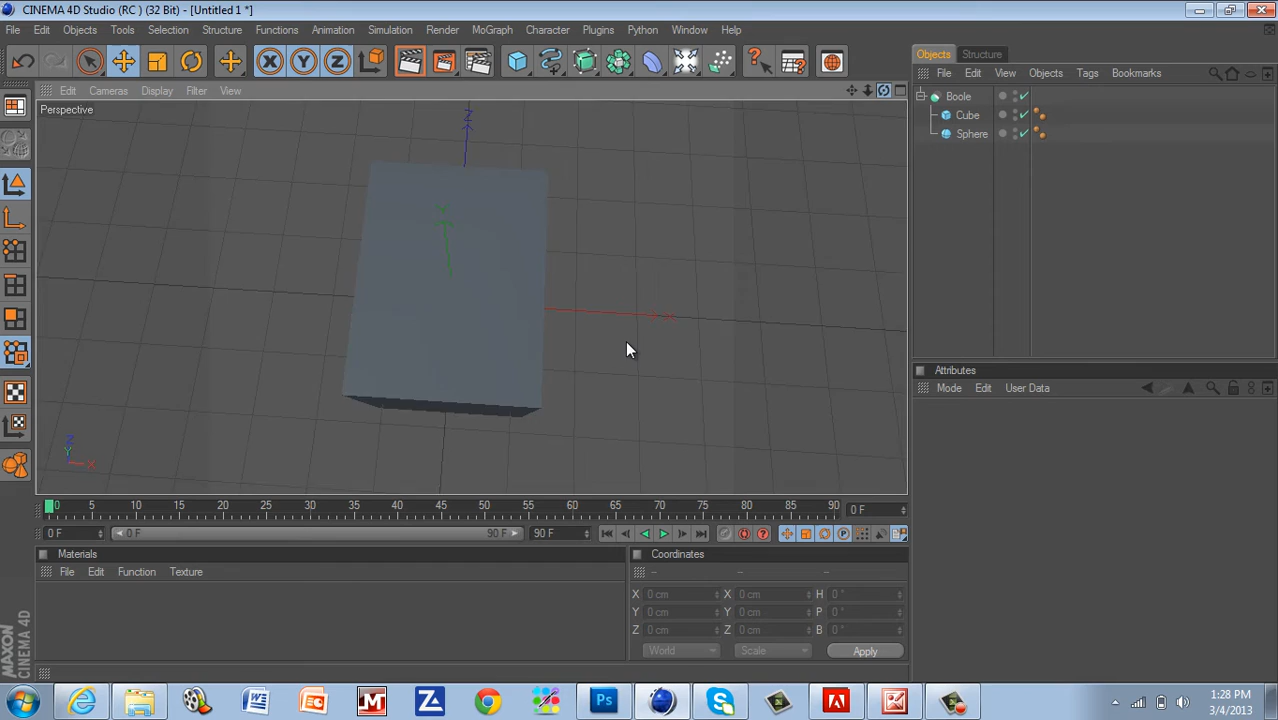 CINEMA 4D Studio (RC ) (32 Bit) - [Untitled 1 *]
File Edit Objects Tools Selection Structure Functions Animation Simulation Render MoGraph Character Plugins Python Window Help
Objects Structure
File Edit View Objects Tags Bookmarks
Edit Cameras Display Filter View
Perspective
Boole
Cube
Sphere
Z
Y
X
Attributes
Mode Edit User Data
Z
Y
X
0 5 10 15 20 25 30 35 40 45 50 55 60 65 70 75 80 85 90
0 F
0 F 0 F 90 F 90 F
Materials
File Edit Function Texture
Coordinates
-- -- --
X 0 cm X 0 cm H 0 °
Y 0 cm Y 0 cm P 0 °
Z 0 cm Z 0 cm B 0 °
World Scale Apply
MAXON CINEMA 4D
1:28 PM
3/4/2013